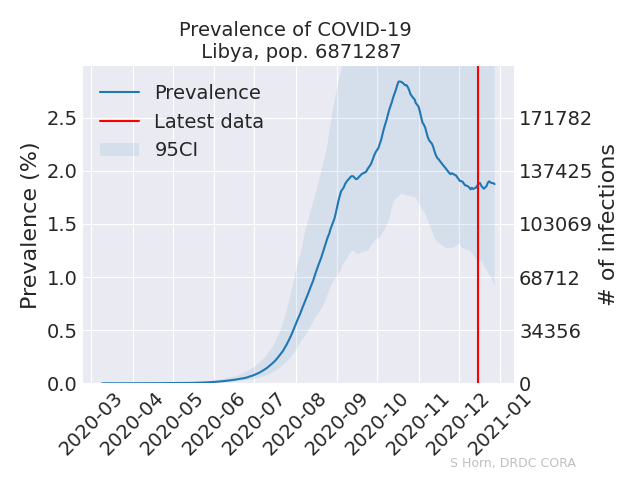 Prevalence of COVID-19
Libya, pop. 6871287
Prevalence
Latest data
95CI
Prevalence (%)
2.5
2.0
1.5
1.0
0.5
0.0
171782
137425
103069
68712
34356
0
# of infections
2020-03
2020-04
2020-05
2020-06
2020-07
2020-08
2020-09
2020-10
2020-11
2020-12
2021-01
S Horn, DRDC CORA